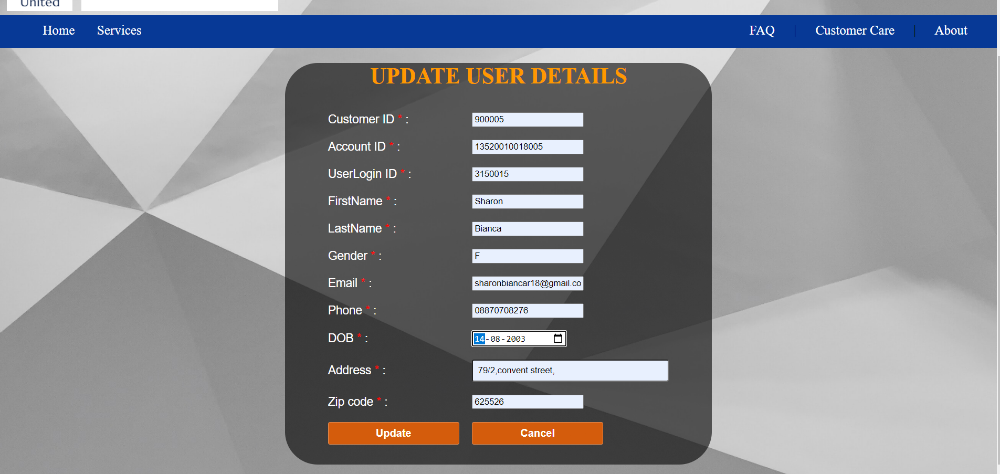 United
Home Services FAQ | Customer Care | About
UPDATE USER DETAILS
Customer ID * : 900005
Account ID * : 13520010018005
UserLogin ID * : 3150015
FirstName * : Sharon
LastName * : Bianca
Gender * : F
Email * : sharonbiancar18@gmail.co
Phone * : 08870708276
DOB * : 14-08-2003
Address * : 79/2,convent street,
Zip code * : 625526
Update Cancel